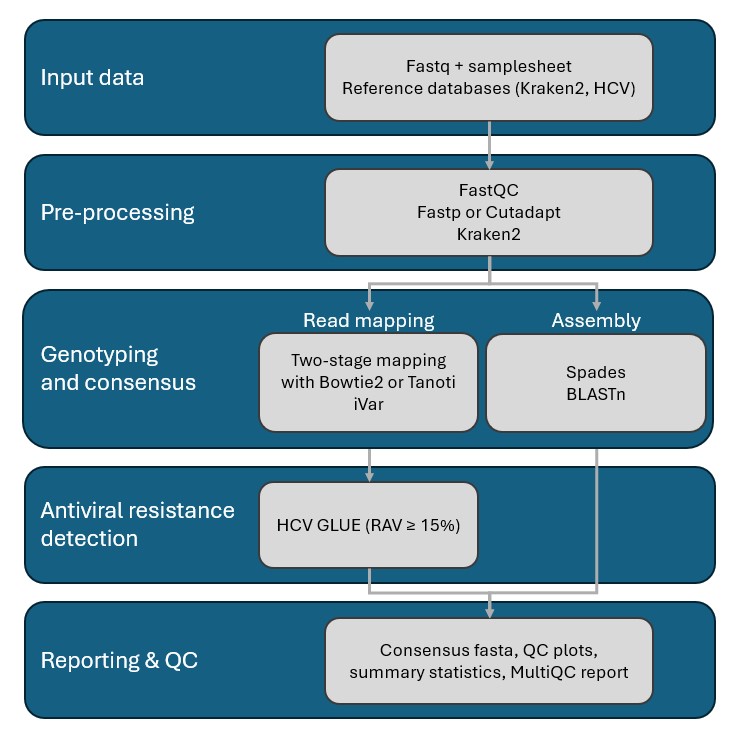 Input data
Fastq + samplesheet
Reference databases (Kraken2, HCV)
Pre-processing
FastQC
Fastp or Cutadapt
Kraken2
Genotyping
and consensus
Read mapping
Two-stage mapping
with Bowtie2 or Tanoti
iVar
Assembly
Spades
BLASTn
Antiviral resistance
detection
HCV GLUE (RAV ≥ 15%)
Reporting & QC
Consensus fasta, QC plots,
summary statistics, MultiQC report